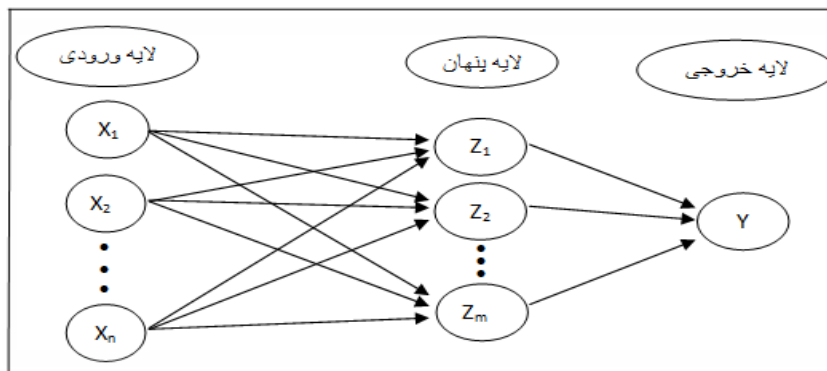 لایه ورودی
لایه پنهان
لایه خروجی
X₁
Z₁
X₂
Z₂
Y
Xₙ
Zₘ